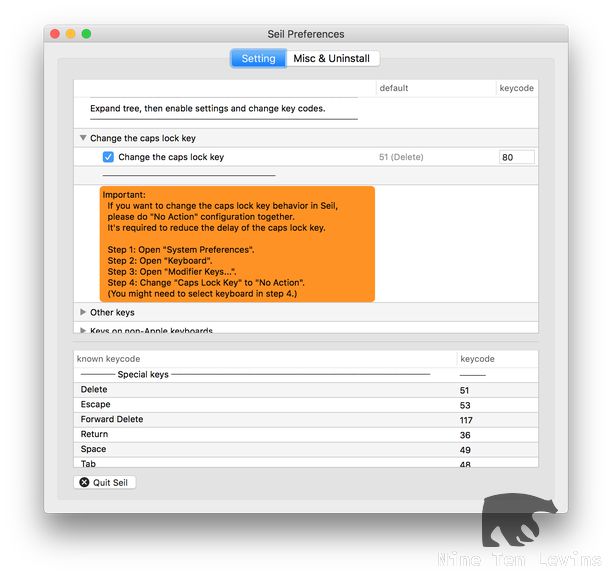 Seil Preferences
Setting Misc & Uninstall
default keycode
Expand tree, then enable settings and change key codes.
Change the caps lock key
Change the caps lock key 51 (Delete) 80
Important:
If you want to change the caps lock key behavior in Seil,
please do "No Action" configuration together.
It's required to reduce the delay of the caps lock key.
Step 1: Open "System Preferences".
Step 2: Open "Keyboard".
Step 3: Open "Modifier Keys...".
Step 4: Change "Caps Lock Key" to "No Action".
(You might need to select keyboard in step 4.)
Other keys
Keys on non-Apple keyboards
known keycode keycode
Special keys
Delete 51
Escape 53
Forward Delete 117
Return 36
Space 49
Tab 48
Quit Seil
Nine Ten Levins